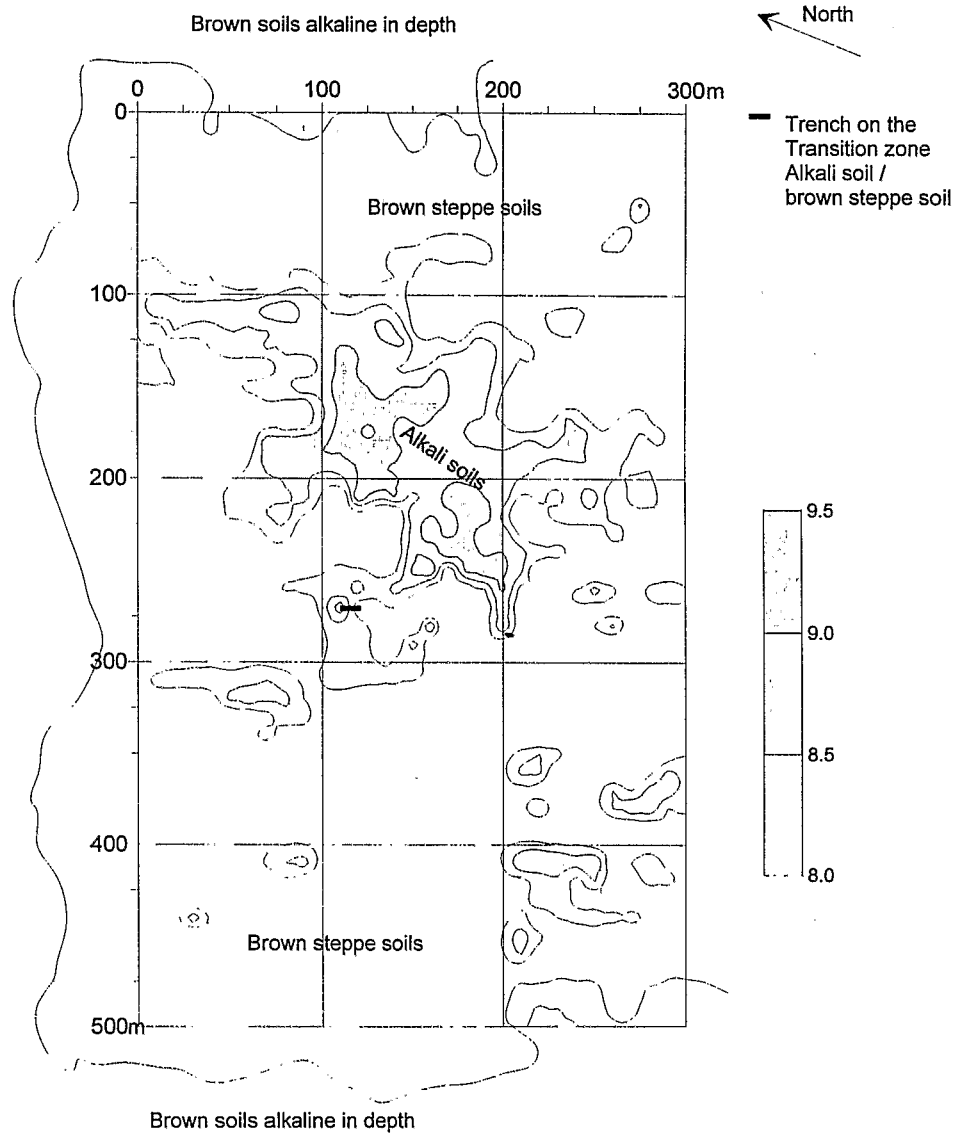 Brown soils alkaline in depth
North
0 100 200 300m
0
Trench on the
Transition zone
Alkali soil /
brown steppe soil
Brown steppe soils
100
Alkali soils
200
9.5
9.0
300
8.5
400
8.0
Brown steppe soils
500m
Brown soils alkaline in depth